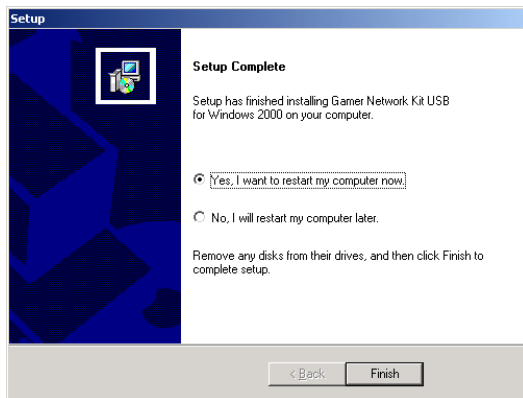 Setup
Setup Complete
Setup has finished installing Gamer Network Kit USB
for Windows 2000 on your computer.
Yes, I want to restart my computer now.
No, I will restart my computer later.
Remove any disks from their drives, and then click Finish to
complete setup.
< Back
Finish